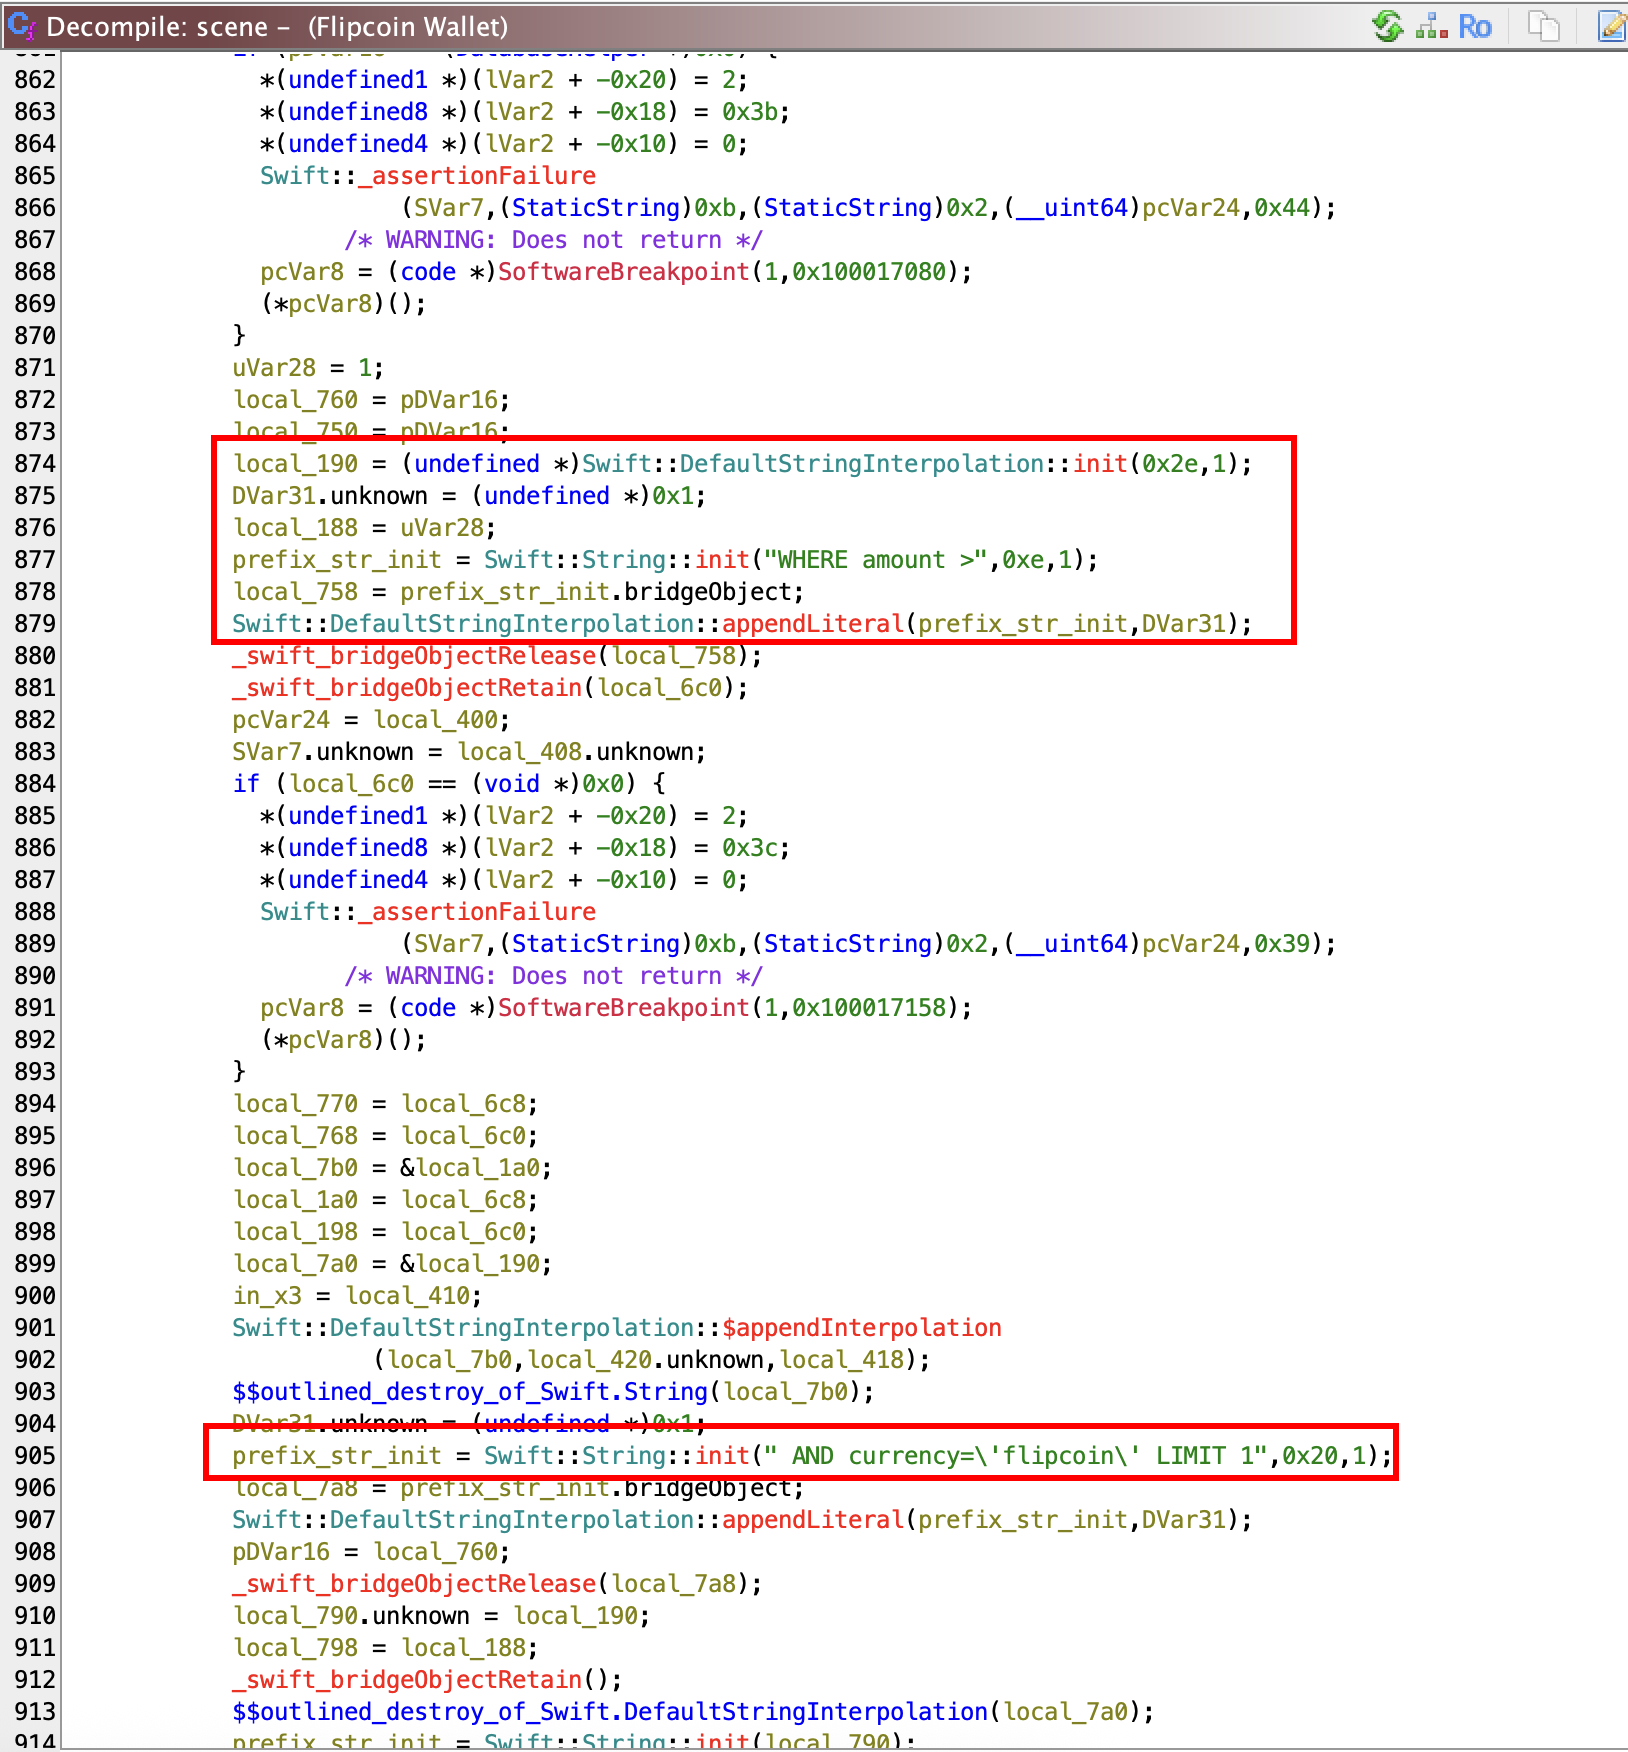 Decompile: scene –  (Flipcoin Wallet)
Ro
862 *(undefined1 *)(lVar2 + -0x20) = 2;
863 *(undefined8 *)(lVar2 + -0x18) = 0x3b;
864 *(undefined4 *)(lVar2 + -0x10) = 0;
865 Swift::_assertionFailure
866 (SVar7,(StaticString)0xb,(StaticString)0x2,(__uint64)pcVar24,0x44);
867 /* WARNING: Does not return */
868 pcVar8 = (code *)SoftwareBreakpoint(1,0x100017080);
869 (*pcVar8)();
870 }
871 uVar28 = 1;
872 local_760 = pDVar16;
873 local_750 = pDVar16;
874 local_190 = (undefined *)Swift::DefaultStringInterpolation::init(0x2e,1);
875 DVar31.unknown = (undefined *)0x1;
876 local_188 = uVar28;
877 prefix_str_init = Swift::String::init("WHERE amount >",0xe,1);
878 local_758 = prefix_str_init.bridgeObject;
879 Swift::DefaultStringInterpolation::appendLiteral(prefix_str_init,DVar31);
880 _swift_bridgeObjectRelease(local_758);
881 _swift_bridgeObjectRetain(local_6c0);
882 pcVar24 = local_400;
883 SVar7.unknown = local_408.unknown;
884 if (local_6c0 == (void *)0x0) {
885 *(undefined1 *)(lVar2 + -0x20) = 2;
886 *(undefined8 *)(lVar2 + -0x18) = 0x3c;
887 *(undefined4 *)(lVar2 + -0x10) = 0;
888 Swift::_assertionFailure
889 (SVar7,(StaticString)0xb,(StaticString)0x2,(__uint64)pcVar24,0x39);
890 /* WARNING: Does not return */
891 pcVar8 = (code *)SoftwareBreakpoint(1,0x100017158);
892 (*pcVar8)();
893 }
894 local_770 = local_6c8;
895 local_768 = local_6c0;
896 local_7b0 = &local_1a0;
897 local_1a0 = local_6c8;
898 local_198 = local_6c0;
899 local_7a0 = &local_190;
900 in_x3 = local_410;
901 Swift::DefaultStringInterpolation::$appendInterpolation
902 (local_7b0,local_420.unknown,local_418);
903 $$outlined_destroy_of_Swift.String(local_7b0);
904 DVar31.unknown = (undefined *)0x1;
905 prefix_str_init = Swift::String::init(" AND currency=\'flipcoin\' LIMIT 1",0x20,1);
906 local_7a8 = prefix_str_init.bridgeObject;
907 Swift::DefaultStringInterpolation::appendLiteral(prefix_str_init,DVar31);
908 pDVar16 = local_760;
909 _swift_bridgeObjectRelease(local_7a8);
910 local_790.unknown = local_190;
911 local_798 = local_188;
912 _swift_bridgeObjectRetain();
913 $$outlined_destroy_of_Swift.DefaultStringInterpolation(local_7a0);
914 prefix_str_init = Swift::String::init(local_790);